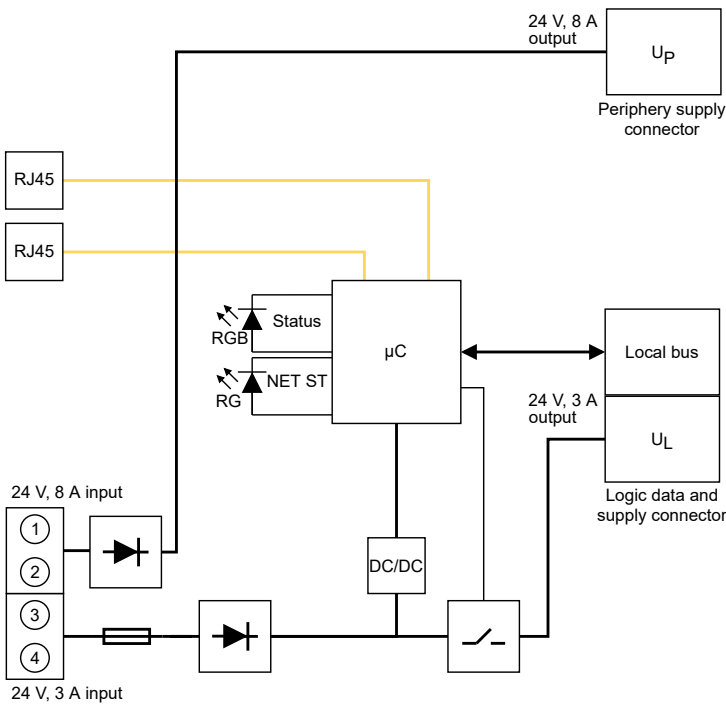 24 V, 8 A
output
UP
Periphery supply
connector
RJ45
RJ45
Status
RGB
NET ST
RG
µC
Local bus
24 V, 3 A
output
UL
Logic data and
supply connector
24 V, 8 A input
1
2
DC/DC
3
4
24 V, 3 A input